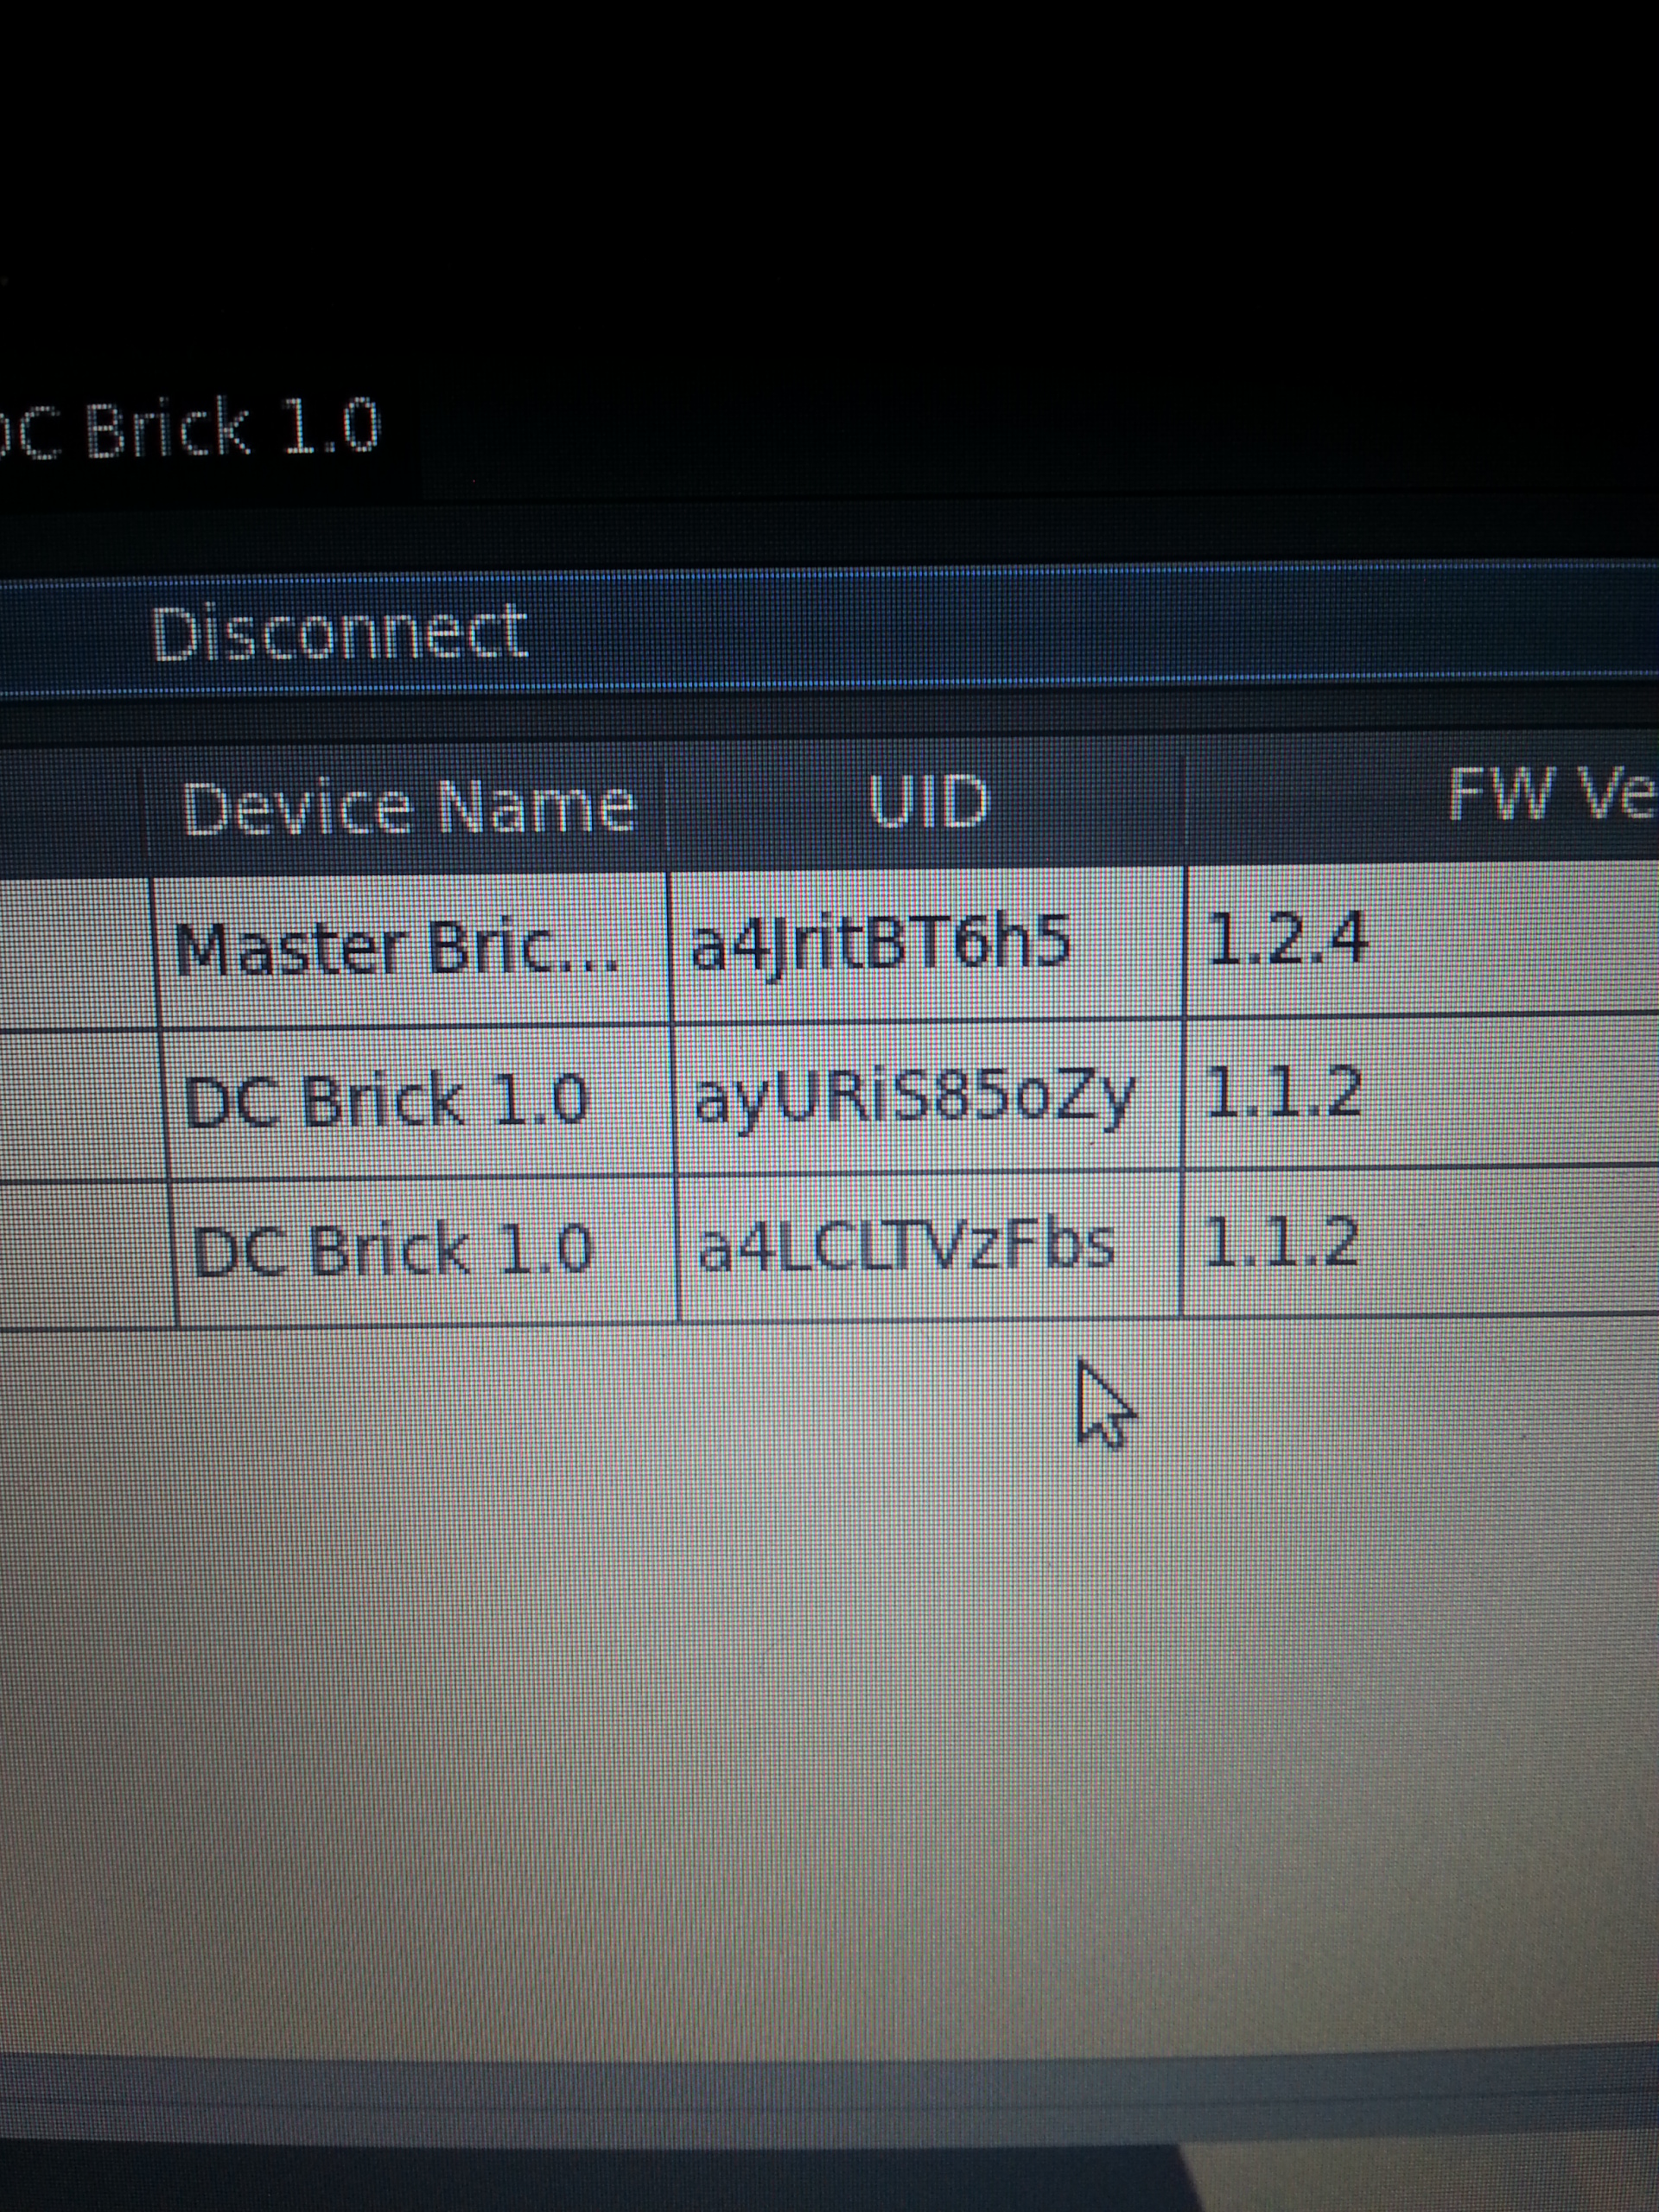 DC Brick 1.0
Disconnect
Device Name UID FW Ve
Master Bric... a4JritBT6h5 1.2.4
DC Brick 1.0 ayURiS85oZy 1.1.2
DC Brick 1.0 a4LCLTVzFbs 1.1.2